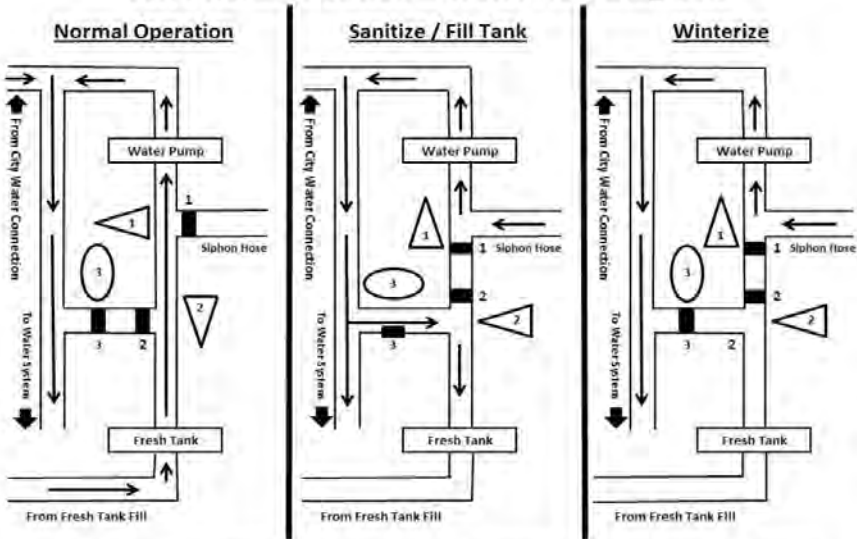 Normal Operation
From City Water Connection
To Water System
Water Pump
1
1
Siphon Hose
3
2
3
2
Fresh Tank
From Fresh Tank Fill
Sanitize / Fill Tank
From City Water Connection
To Water System
Water Pump
1
1
Siphon Hose
3
2
2
3
Fresh Tank
From Fresh Tank Fill
Winterize
From City Water Connection
To Water System
Water Pump
1
1
Siphon Hose
3
2
2
3
2
Fresh Tank
From Fresh Tank Fill